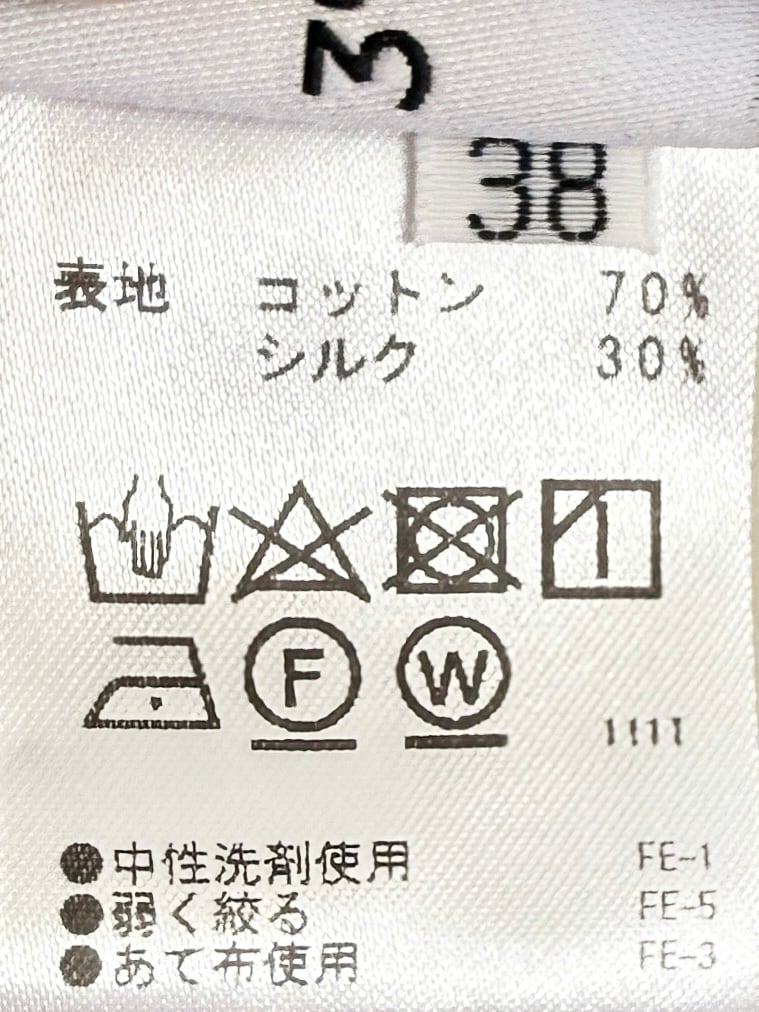 3
38
表地 コットン 70%
シルク 30%
F W
1111
●中性洗剤使用 FE-1
●弱く絞る FE-5
●あて布使用 FE-3